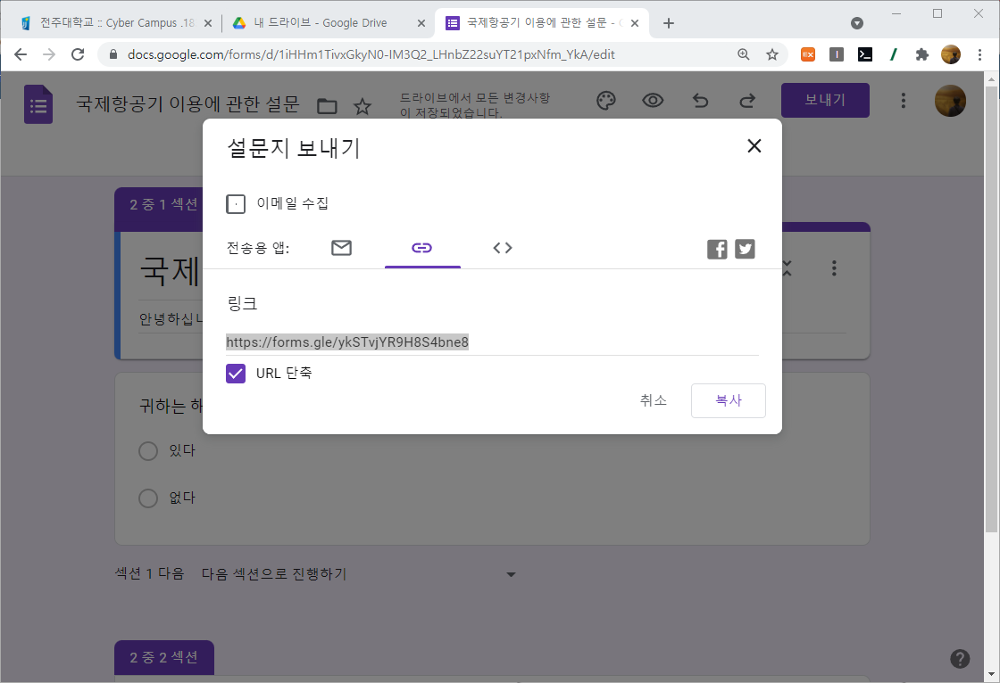 전주대학교 :: Cyber Campus .18
내 드라이브 - Google Drive
국제항공기 이용에 관한 설문 -
docs.google.com/forms/d/1iHHm1TivxGkyN0-IM3Q2_LHnbZ22suYT21pxNfm_YkA/edit
국제항공기 이용에 관한 설문
드라이브에서 모든 변경사항
이 저장되었습니다.
보내기
설문지 보내기
2 중 1 섹션
이메일 수집
전송용 앱:
국제
안녕하십니
링크
https://forms.gle/ykSTvjYR9H8S4bne8
URL 단축
취소
복사
귀하는 해
있다
없다
섹션 1 다음
다음 섹션으로 진행하기
2 중 2 섹션